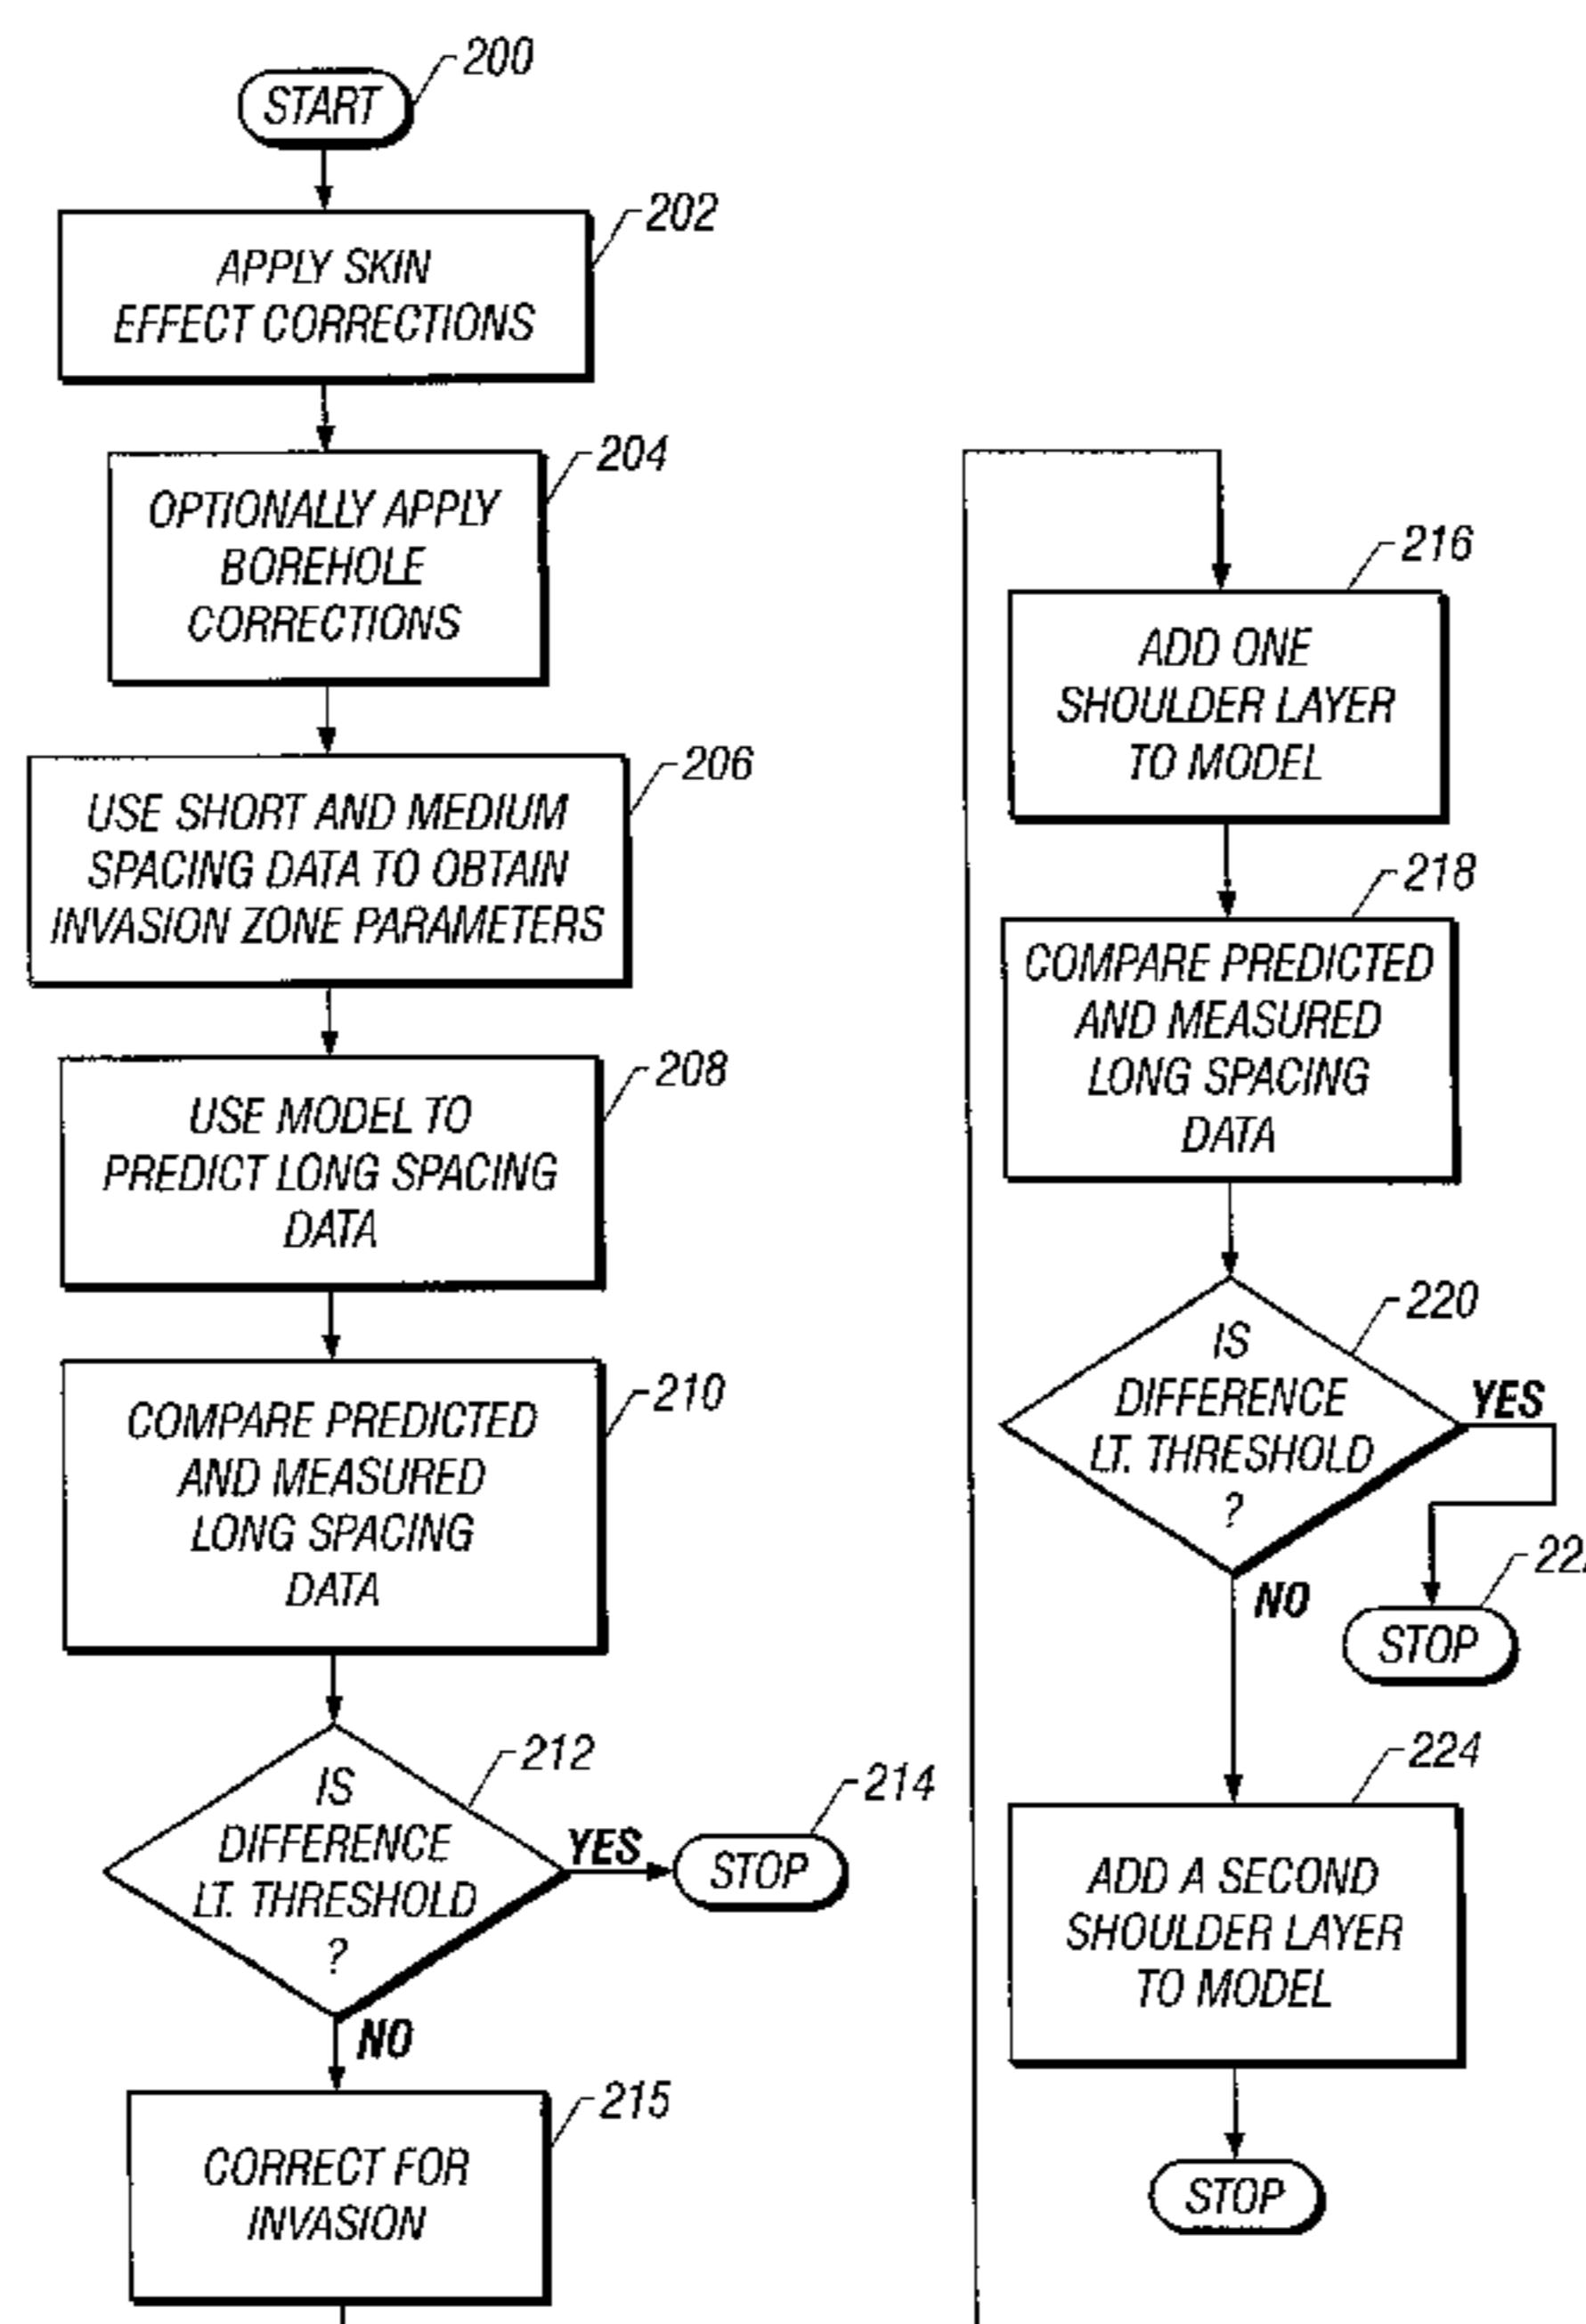 200
START
202
APPLY SKIN
EFFECT CORRECTIONS
204
OPTIONALLY APPLY
BOREHOLE
CORRECTIONS
206
USE SHORT AND MEDIUM
SPACING DATA TO OBTAIN
INVASION ZONE PARAMETERS
208
USE MODEL TO
PREDICT LONG SPACING
DATA
210
COMPARE PREDICTED
AND MEASURED
LONG SPACING
DATA
212
IS
DIFFERENCE
LT. THRESHOLD
?
YES
214
STOP
NO
215
CORRECT FOR
INVASION
216
ADD ONE
SHOULDER LAYER
TO MODEL
218
COMPARE PREDICTED
AND MEASURED
LONG SPACING
DATA
220
IS
DIFFERENCE
LT. THRESHOLD
?
YES
STOP
NO
224
ADD A SECOND
SHOULDER LAYER
TO MODEL
STOP